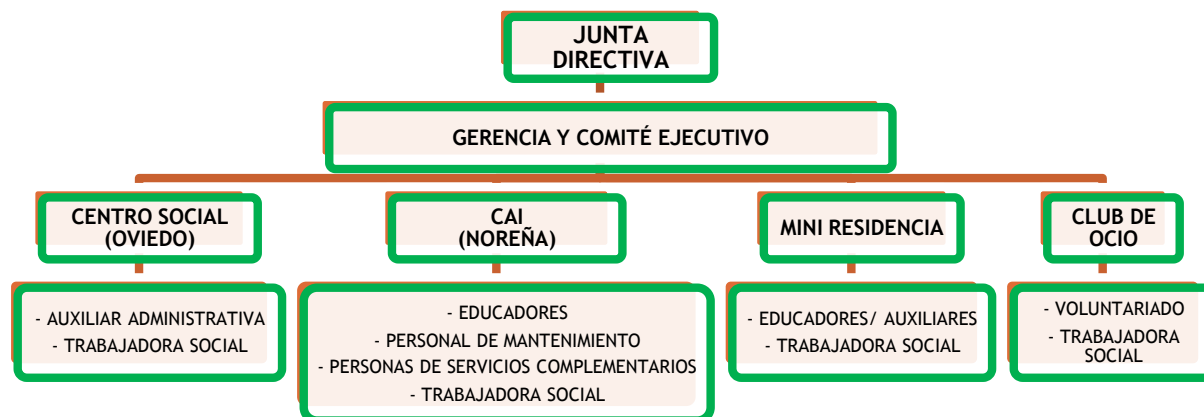 JUNTA
DIRECTIVA
GERENCIA Y COMITÉ EJECUTIVO
CENTRO SOCIAL
(OVIEDO)
CAI
(NOREÑA)
MINI RESIDENCIA
CLUB DE
OCIO
- AUXILIAR ADMINISTRATIVA
- TRABAJADORA SOCIAL
- EDUCADORES
- PERSONAL DE MANTENIMIENTO
- PERSONAS DE SERVICIOS COMPLEMENTARIOS
- TRABAJADORA SOCIAL
- EDUCADORES/ AUXILIARES
- TRABAJADORA SOCIAL
- VOLUNTARIADO
- TRABAJADORA
SOCIAL